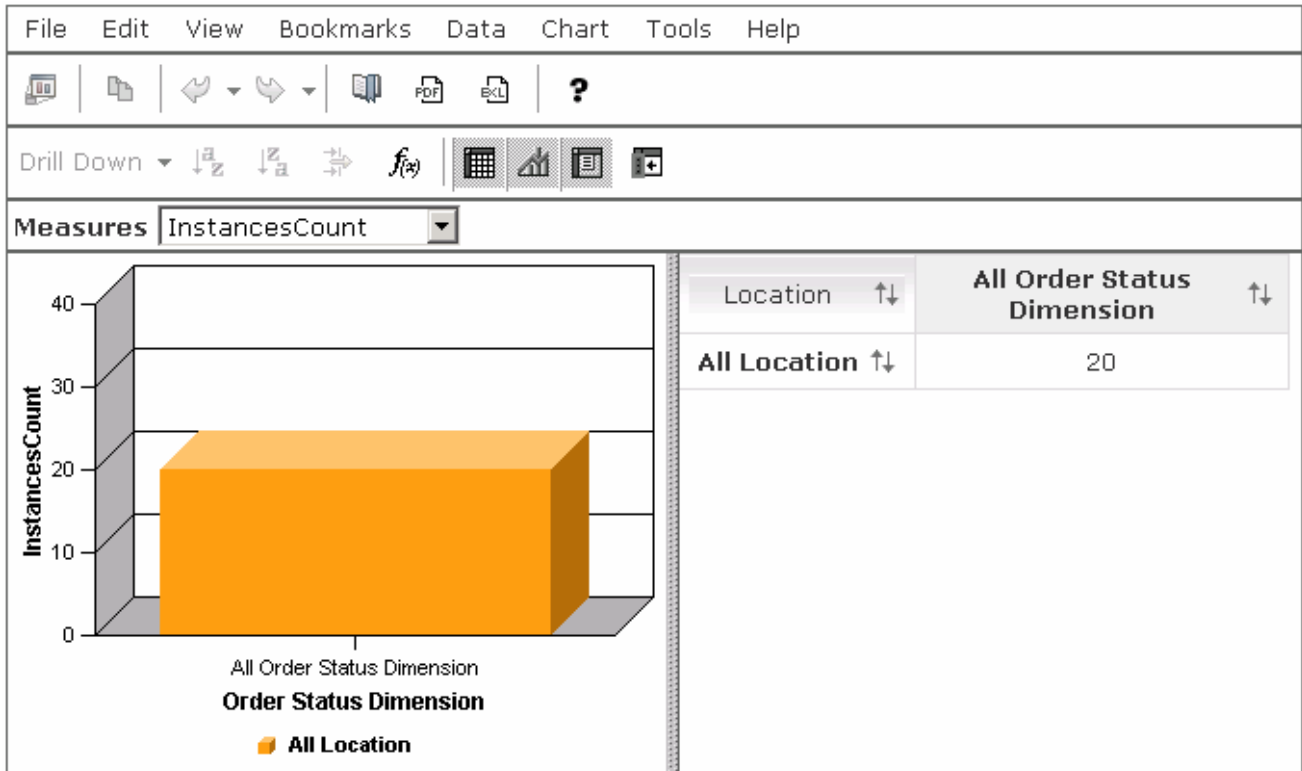 File Edit View Bookmarks Data Chart Tools Help
PDF EXL ?
Drill Down a z z a f(x)
Measures InstancesCount
Location All Order Status
Dimension
All Location 20
40
30
20
10
0
InstancesCount
All Order Status Dimension
Order Status Dimension
All Location